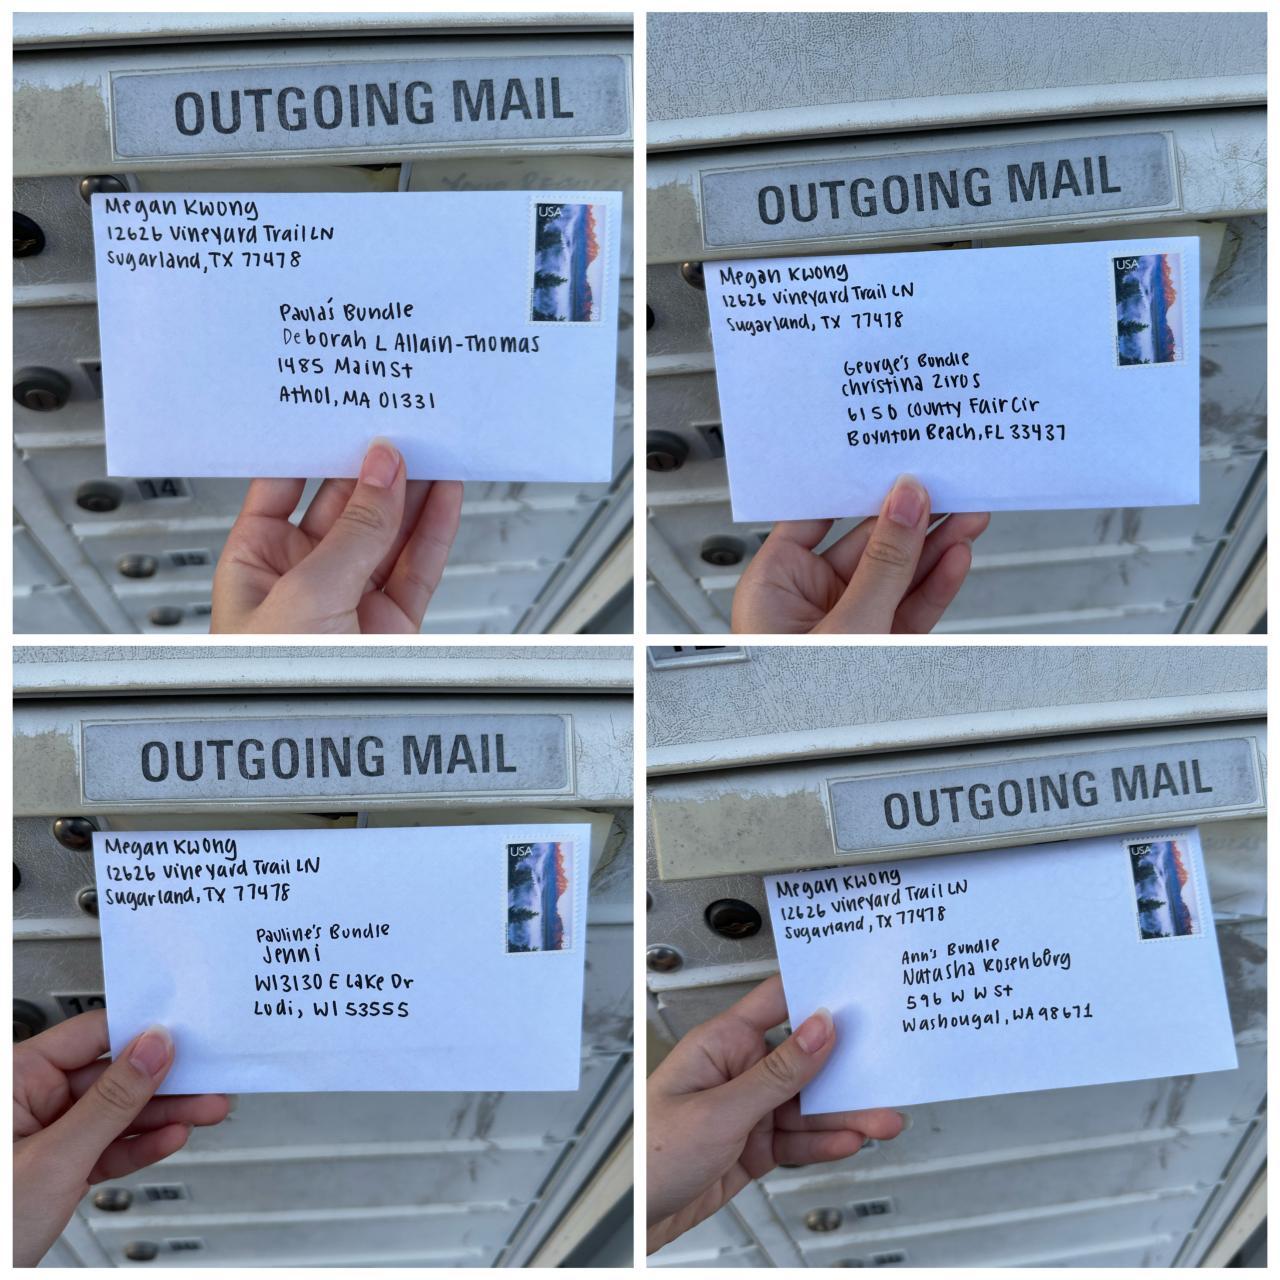 OUTGOING MAIL
Megan Kwong
12626 Vineyard Trail LN
Sugarland, TX 77478
USA
Paula's Bundle
Deborah L Allain-Thomas
1485 Main St
Athol, MA 01331
14
OUTGOING MAIL
Megan Kwong
12626 Vineyard Trail LN
Sugarland, TX 77478
USA
George's Bundle
Christina Ziros
6150 County Fair Cir
Boynton Beach, FL 33437
OUTGOING MAIL
Megan Kwong
12626 Vineyard Trail LN
Sugarland, TX 77478
USA
Pauline's Bundle
Jenni
W13130 E Lake Dr
Lodi, WI 53555
13
15
OUTGOING MAIL
Megan Kwong
12626 Vineyard Trail LN
Sugarland, TX 77478
USA
Ann's Bundle
Natasha Rosenberg
596 W W St
Washougal, WA 98671